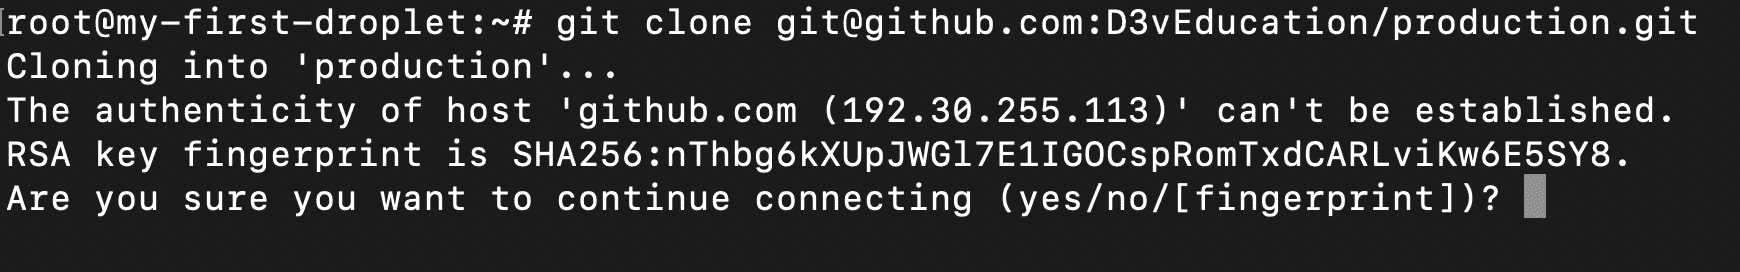 root@my-first-droplet:~# git clone git@github.com:D3vEducation/production.git
Cloning into 'production'...
The authenticity of host 'github.com (192.30.255.113)' can't be established.
RSA key fingerprint is SHA256:nThbg6kXUpJWGl7E1IGOCspRomTxdCARLviKw6E5SY8.
Are you sure you want to continue connecting (yes/no/[fingerprint])?